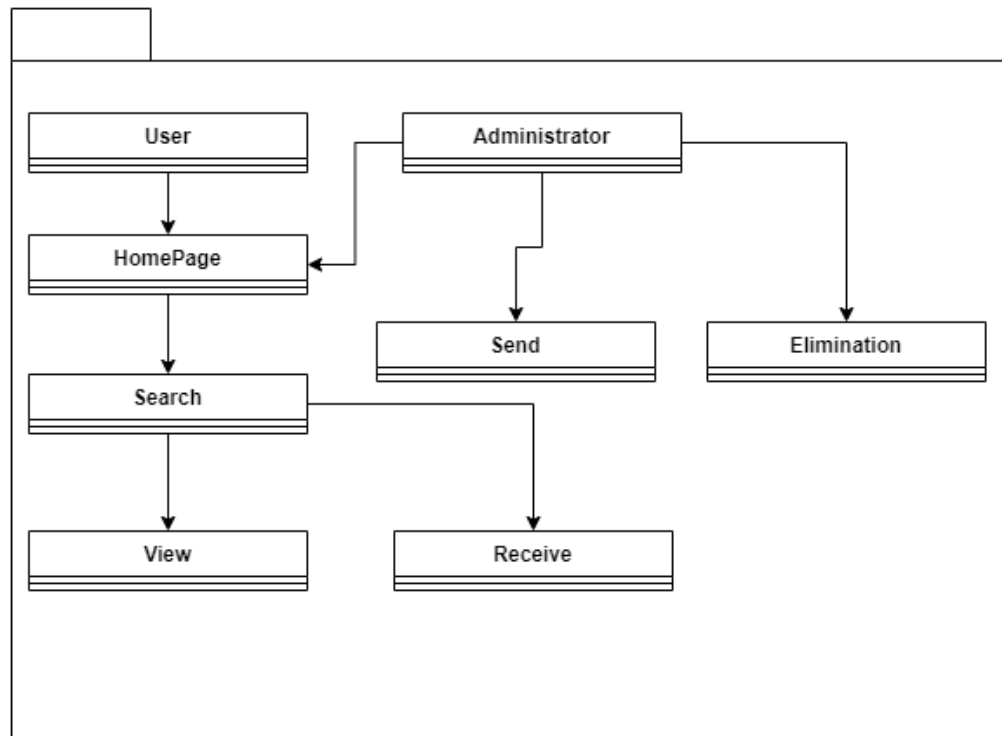 User
Administrator
HomePage
Send
Elimination
Search
View
Receive